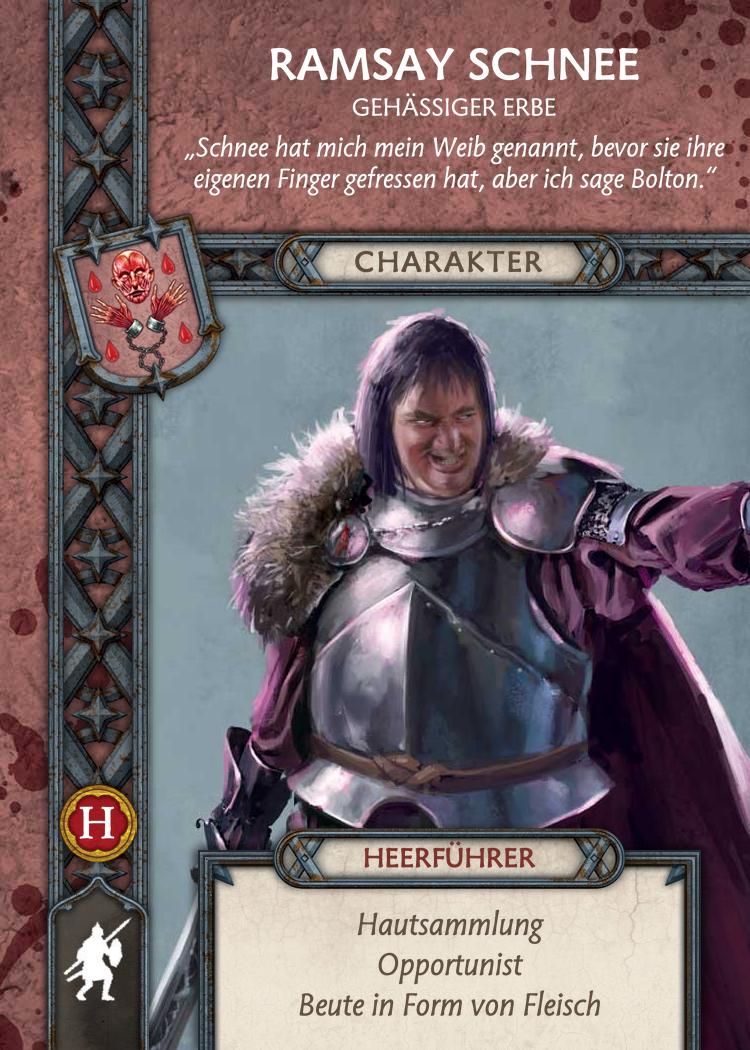 RAMSAY SCHNEE
GEHÄSSIGER ERBE
„Schnee hat mich mein Weib genannt, bevor sie ihre
eigenen Finger gefressen hat, aber ich sage Bolton.“
CHARAKTER
H
HEERFÜHRER
Hautsammlung
Opportunist
Beute in Form von Fleisch